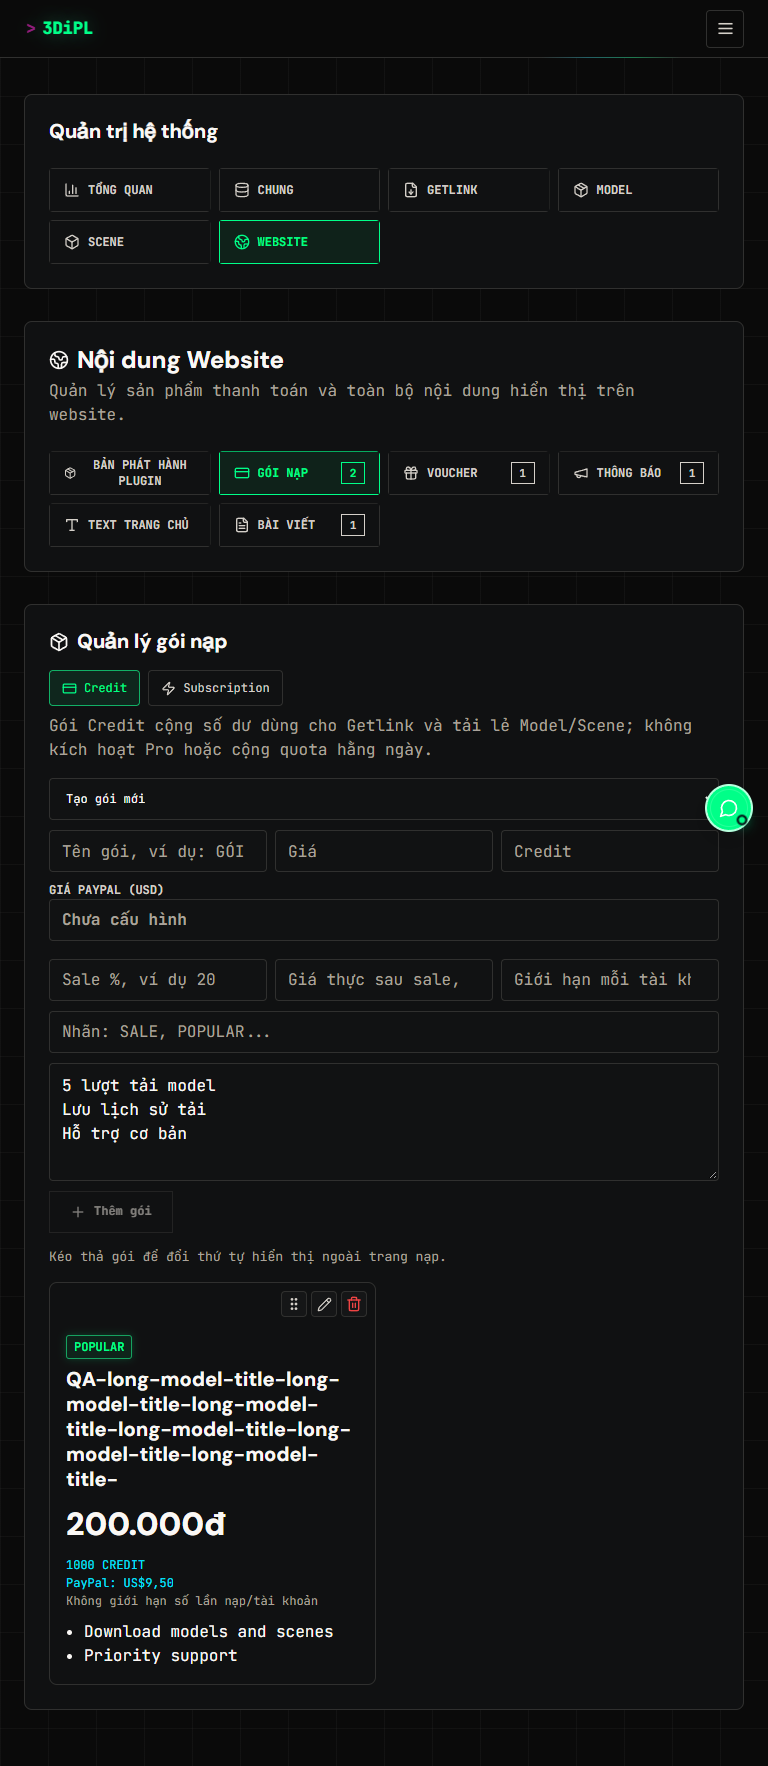 > 3DiPL
Quản trị hệ thống
TỔNG QUAN
CHUNG
GETLINK
MODEL
SCENE
WEBSITE
Nội dung Website
Quản lý sản phẩm thanh toán và toàn bộ nội dung hiển thị trên
website.
BẢN PHÁT HÀNH
PLUGIN
GÓI NẠP 2
VOUCHER 1
THÔNG BÁO 1
TEXT TRANG CHỦ
BÀI VIẾT 1
Quản lý gói nạp
Credit
Subscription
Gói Credit cộng số dư dùng cho Getlink và tải lẻ Model/Scene; không
kích hoạt Pro hoặc cộng quota hằng ngày.
Tạo gói mới
Tên gói, ví dụ: GÓI
Giá
Credit
GIÁ PAYPAL (USD)
Chưa cấu hình
Sale %, ví dụ 20
Giá thực sau sale,
Giới hạn mỗi tài kh
Nhãn: SALE, POPULAR...
5 lượt tải model
Lưu lịch sử tải
Hỗ trợ cơ bản
Thêm gói
Kéo thả gói để đổi thứ tự hiển thị ngoài trang nạp.
POPULAR
QA-long-model-title-long-
model-title-long-model-
title-long-model-title-long-
model-title-long-model-
title-
200.000đ
1000 CREDIT
PayPal: US$9,50
Không giới hạn số lần nạp/tài khoản
• Download models and scenes
• Priority support